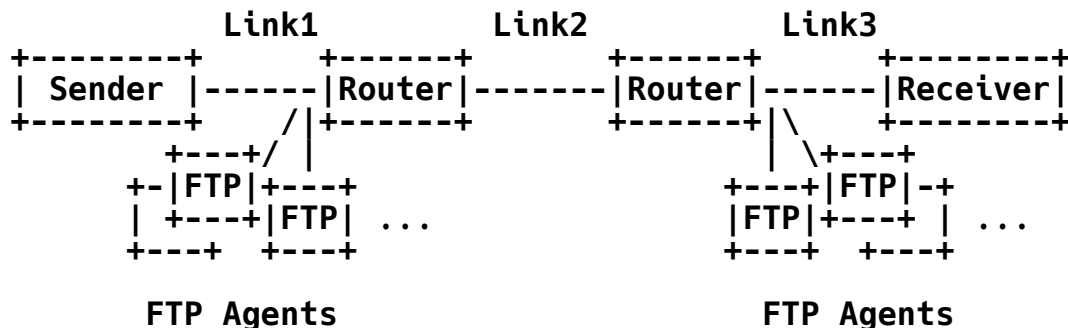 Link1 Link2 Link3
Sender Router Router Receiver
FTP FTP
FTP ... FTP ...
FTP Agents FTP Agents